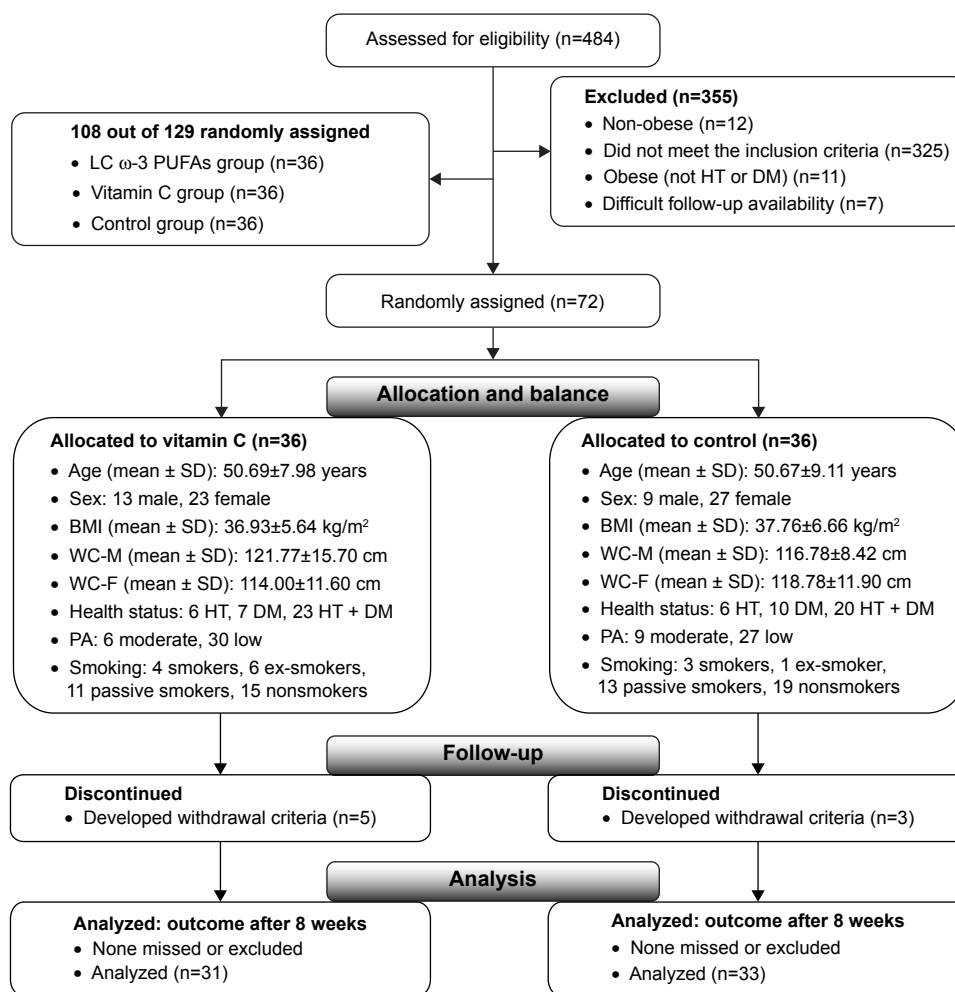 Assessed for eligibility (n=484)
108 out of 129 randomly assigned
• LC ω-3 PUFAs group (n=36)
• Vitamin C group (n=36)
• Control group (n=36)
Excluded (n=355)
• Non-obese (n=12)
• Did not meet the inclusion criteria (n=325)
• Obese (not HT or DM) (n=11)
• Difficult follow-up availability (n=7)
Randomly assigned (n=72)
Allocation and balance
Allocated to vitamin C (n=36)
• Age (mean ± SD): 50.69±7.98 years
• Sex: 13 male, 23 female
• BMI (mean ± SD): 36.93±5.64 kg/m²
• WC-M (mean ± SD): 121.77±15.70 cm
• WC-F (mean ± SD): 114.00±11.60 cm
• Health status: 6 HT, 7 DM, 23 HT + DM
• PA: 6 moderate, 30 low
• Smoking: 4 smokers, 6 ex-smokers,
11 passive smokers, 15 nonsmokers
Allocated to control (n=36)
• Age (mean ± SD): 50.67±9.11 years
• Sex: 9 male, 27 female
• BMI (mean ± SD): 37.76±6.66 kg/m²
• WC-M (mean ± SD): 116.78±8.42 cm
• WC-F (mean ± SD): 118.78±11.90 cm
• Health status: 6 HT, 10 DM, 20 HT + DM
• PA: 9 moderate, 27 low
• Smoking: 3 smokers, 1 ex-smoker,
13 passive smokers, 19 nonsmokers
Follow-up
Discontinued
• Developed withdrawal criteria (n=5)
Discontinued
• Developed withdrawal criteria (n=3)
Analysis
Analyzed: outcome after 8 weeks
• None missed or excluded
• Analyzed (n=31)
Analyzed: outcome after 8 weeks
• None missed or excluded
• Analyzed (n=33)